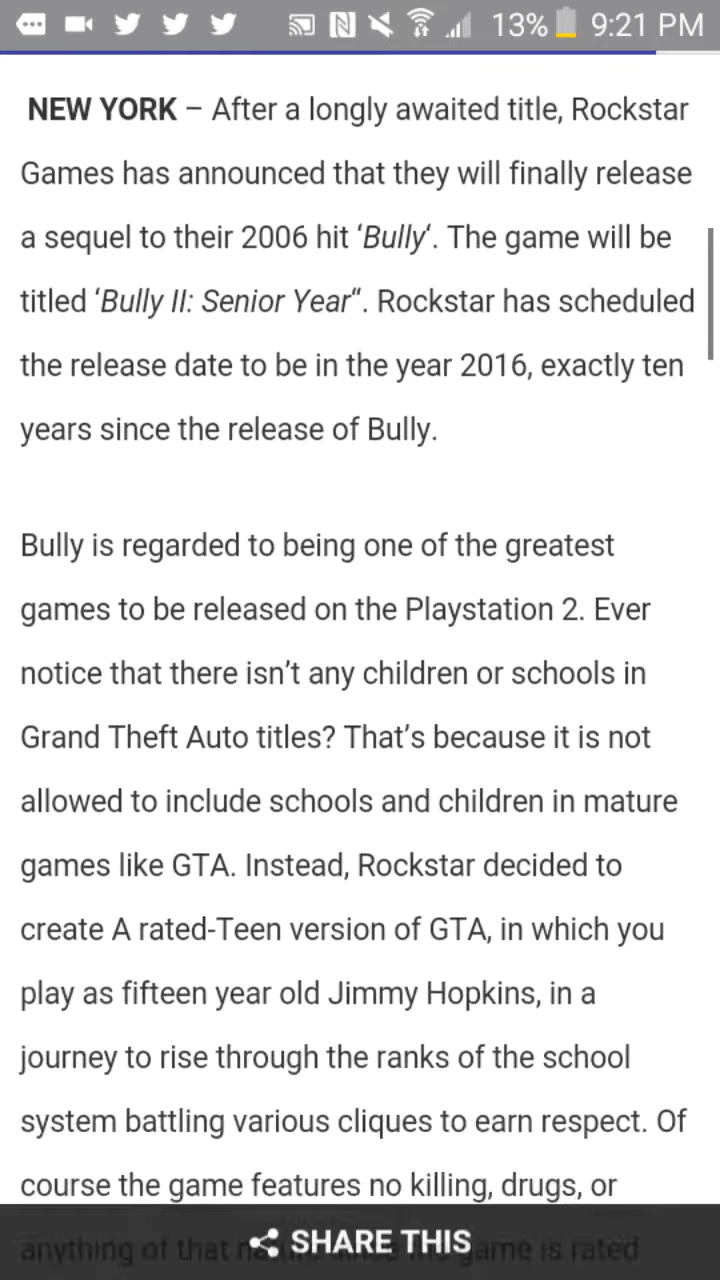 13% 9:21 PM
NEW YORK – After a longly awaited title, Rockstar
Games has announced that they will finally release
a sequel to their 2006 hit ‘Bully‘. The game will be
titled ‘Bully II: Senior Year“. Rockstar has scheduled
the release date to be in the year 2016, exactly ten
years since the release of Bully.
Bully is regarded to being one of the greatest
games to be released on the Playstation 2. Ever
notice that there isn’t any children or schools in
Grand Theft Auto titles? That’s because it is not
allowed to include schools and children in mature
games like GTA. Instead, Rockstar decided to
create A rated-Teen version of GTA, in which you
play as fifteen year old Jimmy Hopkins, in a
journey to rise through the ranks of the school
system battling various cliques to earn respect. Of
course the game features no killing, drugs, or
anything of that game is rated
SHARE THIS